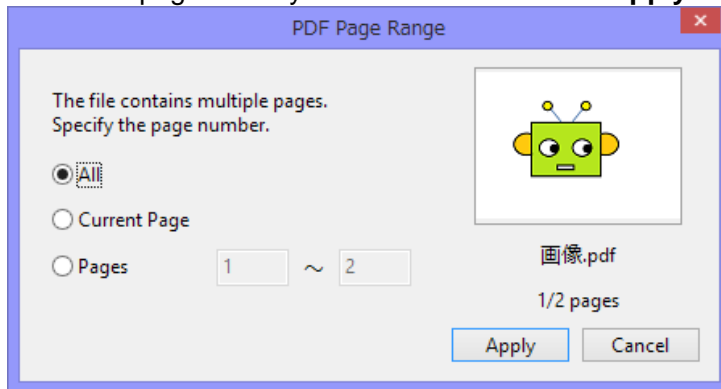 PDF Page Range
The file contains multiple pages.
Specify the page number.
All
Current Page
Pages 1 ～ 2
画像.pdf
1/2 pages
Apply Cancel